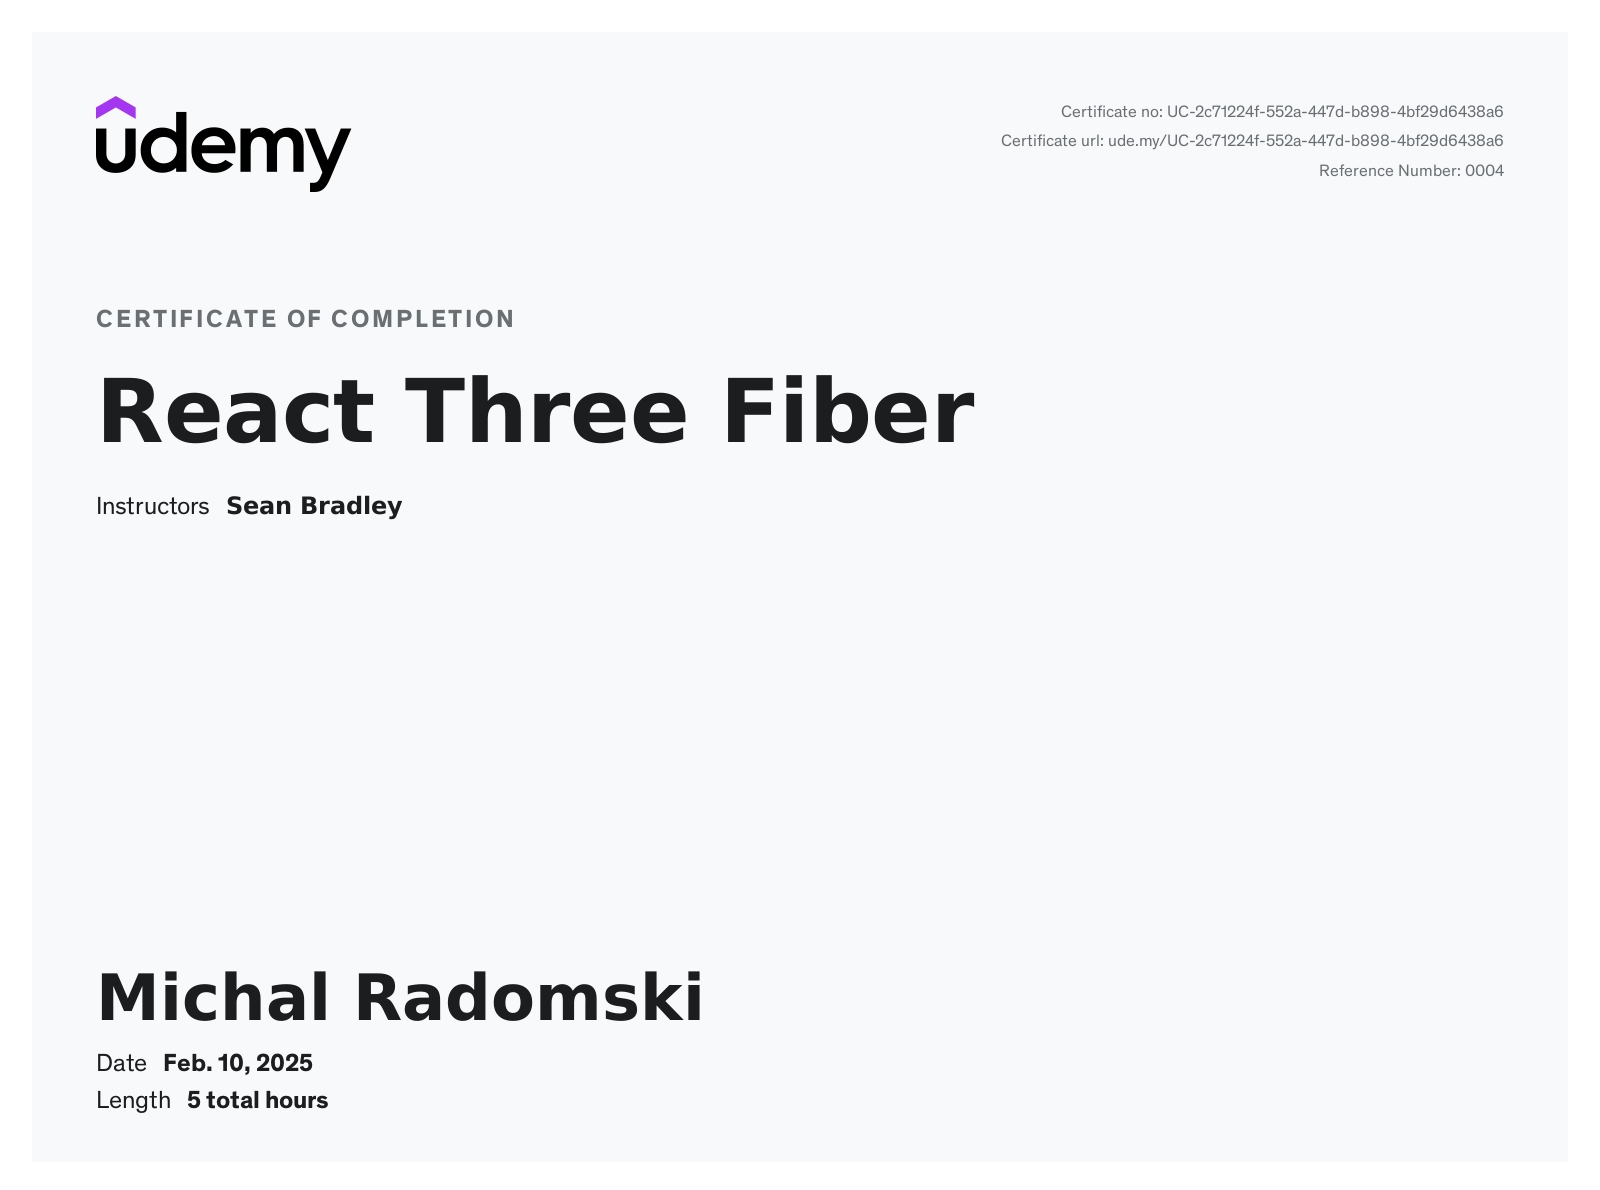 udemy
Certificate no: UC-2c71224f-552a-447d-b898-4bf29d6438a6
Certificate url: ude.my/UC-2c71224f-552a-447d-b898-4bf29d6438a6
Reference Number: 0004
CERTIFICATE OF COMPLETION
React Three Fiber
Instructors Sean Bradley
Michal Radomski
Date Feb. 10, 2025
Length 5 total hours